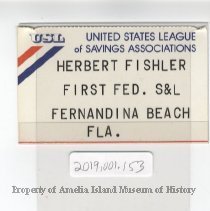 USL
UNITED STATES LEAGUE
of SAVINGS ASSOCIATIONS
HERBERT FISHLER
FIRST FED. S&L
FERNANDINA BEACH
FLA.
2019.001.153
Property of Amelia Island Museum of History